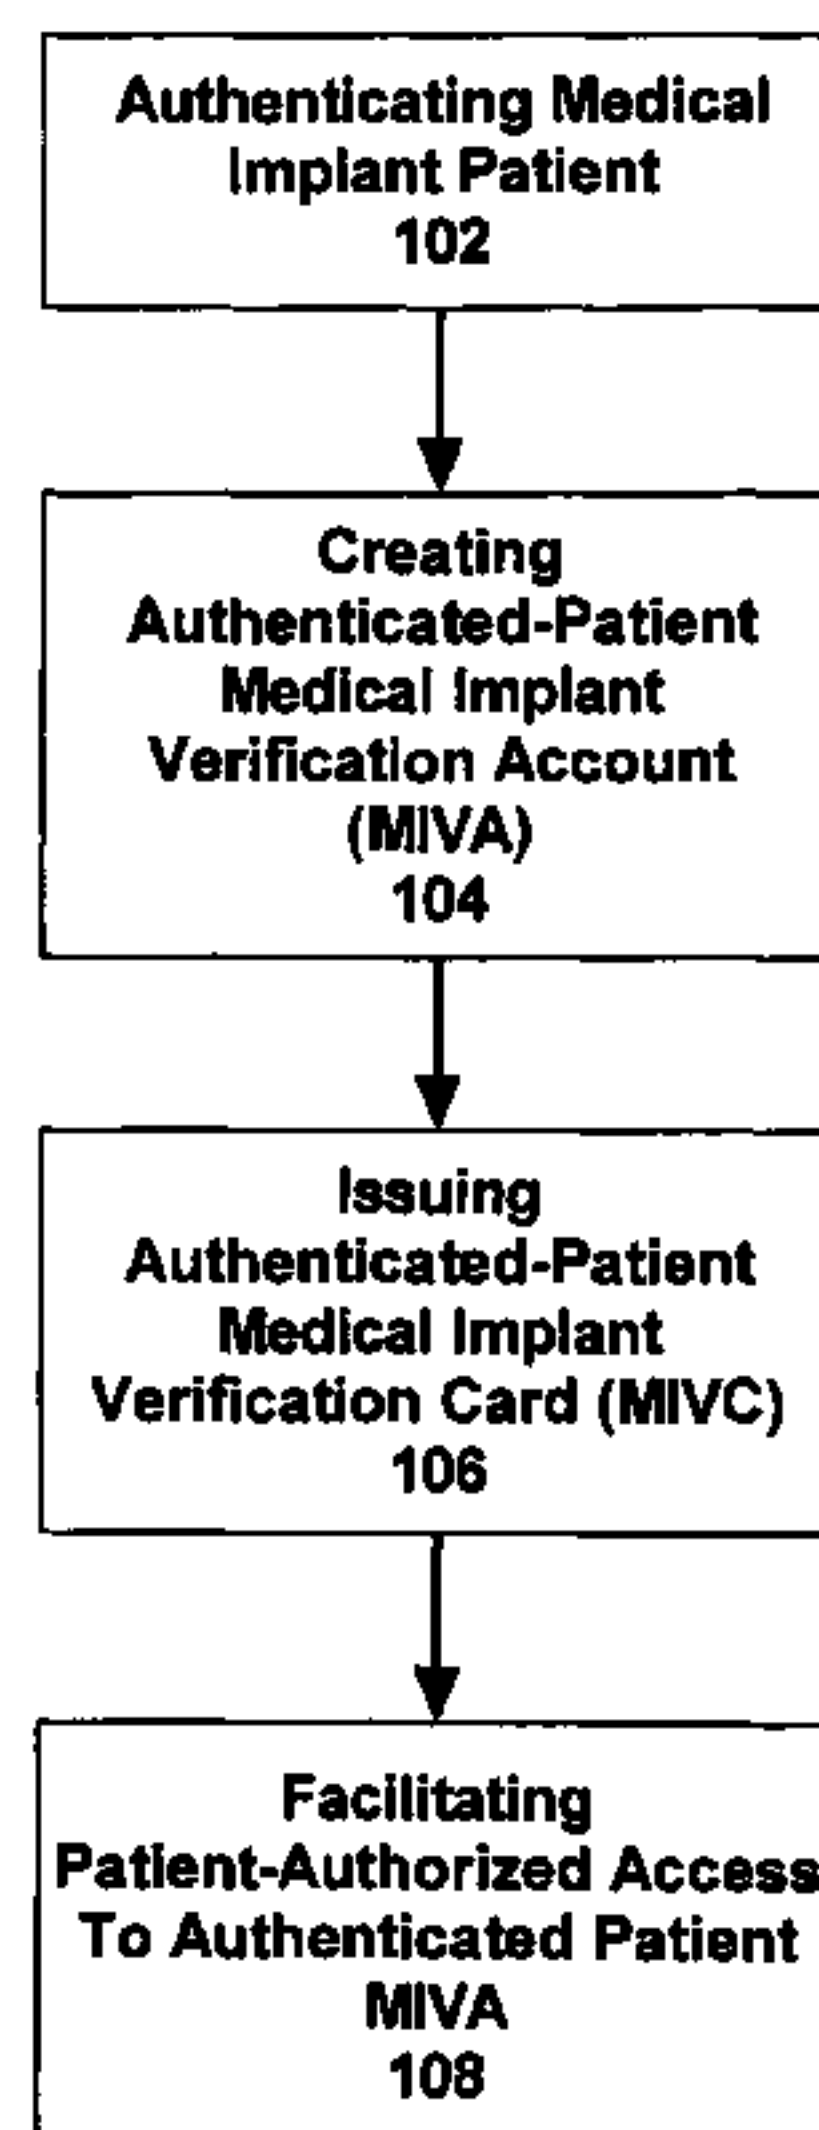 Authenticating Medical
Implant Patient
102
Creating
Authenticated-Patient
Medical Implant
Verification Account
(MIVA)
104
Issuing
Authenticated-Patient
Medical Implant
Verification Card (MIVC)
106
Facilitating
Patient-Authorized Access
To Authenticated Patient
MIVA
108